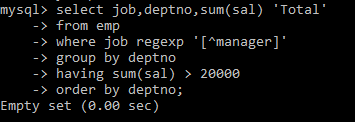 mysql> select job,deptno,sum(sal) 'Total'
    -> from emp
    -> where job regexp '[^manager]'
    -> group by deptno
    -> having sum(sal) > 20000
    -> order by deptno;
Empty set (0.00 sec)